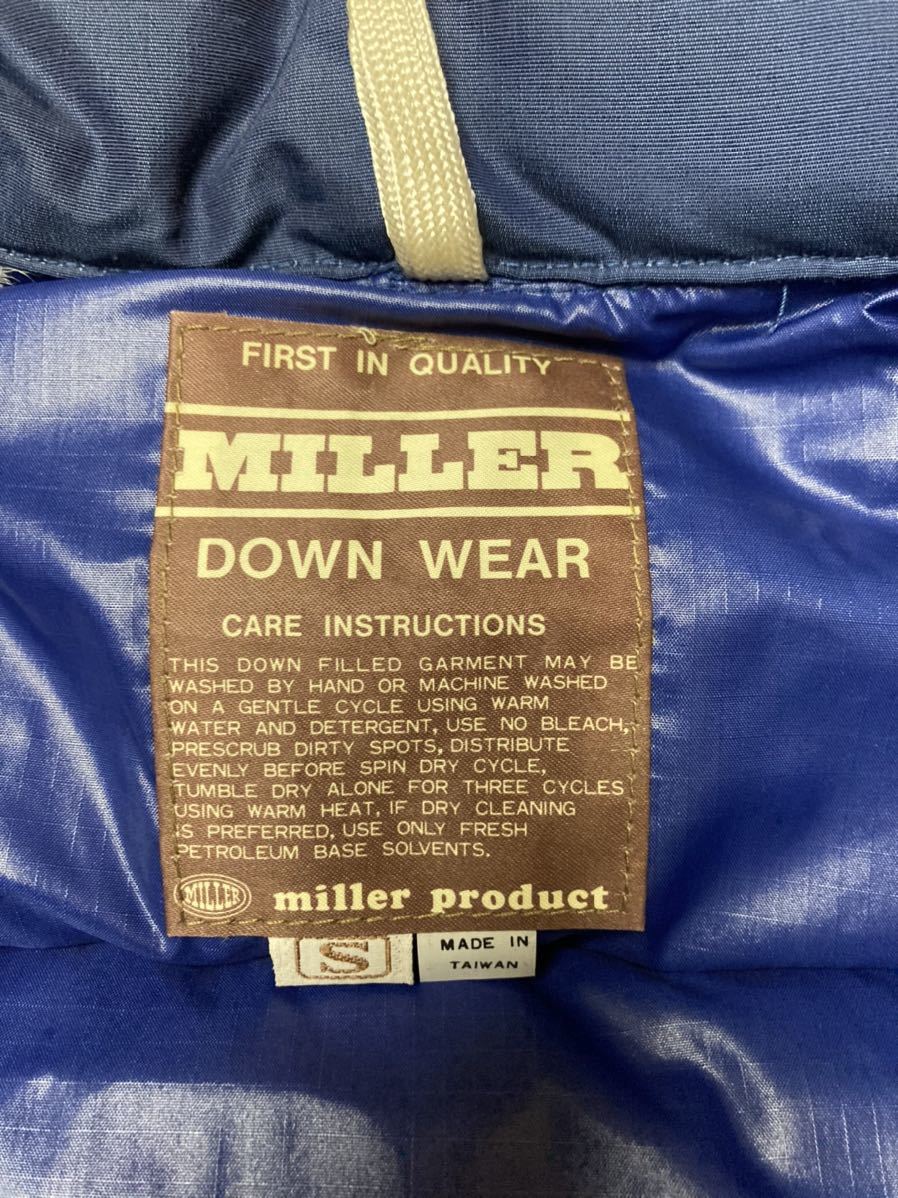 FIRST IN QUALITY
MILLER
DOWN WEAR
CARE INSTRUCTIONS
THIS DOWN FILLED GARMENT MAY BE
WASHED BY HAND OR MACHINE WASHED
ON A GENTLE CYCLE USING WARM
WATER AND DETERGENT, USE NO BLEACH,
PRESCRUB DIRTY SPOTS, DISTRIBUTE
EVENLY BEFORE SPIN DRY CYCLE,
TUMBLE DRY ALONE FOR THREE CYCLES
USING WARM HEAT, IF DRY CLEANING
IS PREFERRED, USE ONLY FRESH
PETROLEUM BASE SOLVENTS.
MILLER miller product
S
MADE IN
TAIWAN